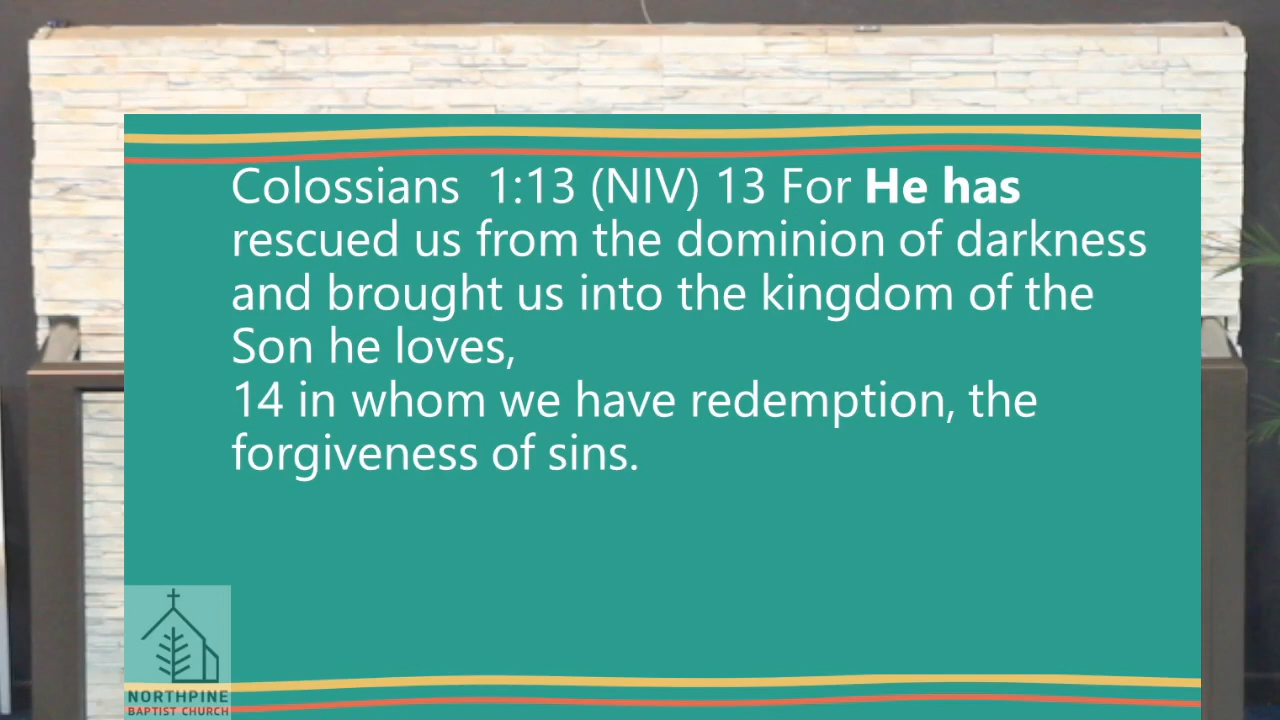 Colossians  1:13 (NIV) 13 For He has
rescued us from the dominion of darkness
and brought us into the kingdom of the
Son he loves,
14 in whom we have redemption, the
forgiveness of sins.
NORTHPINE
BAPTIST CHURCH